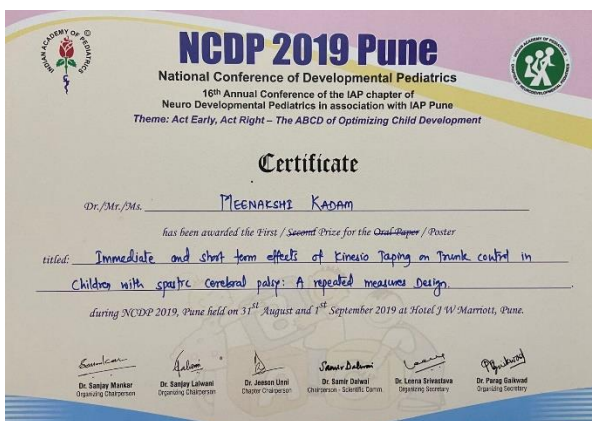 INDIAN ACADEMY OF PEDIATRICS
NCDP 2019 Pune
National Conference of Developmental Pediatrics
16th Annual Conference of the IAP chapter of
Neuro Developmental Pediatrics in association with IAP Pune
Theme: Act Early, Act Right – The ABCD of Optimizing Child Development
Certificate
Dr./Mr./Ms. MEENAKSHI KADAM
has been awarded the First / Second Prize for the Oral Paper / Poster
titled: Immediate and short term effects of Kinesio Taping on Trunk control in
Children with spastic cerebral palsy: A repeated measures Design.
during NCDP 2019, Pune held on 31st August and 1st September 2019 at Hotel J W Marriott, Pune.
Dr. Sanjay Mankar
Organizing Chairperson
Dr. Sanjay Lalwani
Organizing Chairperson
Dr. Jeeson Unni
Chapter Chairperson
Dr. Samir Dalwai
Chairperson - Scientific Comm.
Dr. Leena Srivastava
Organizing Secretary
Dr. Parag Gaikwad
Organizing Secretary